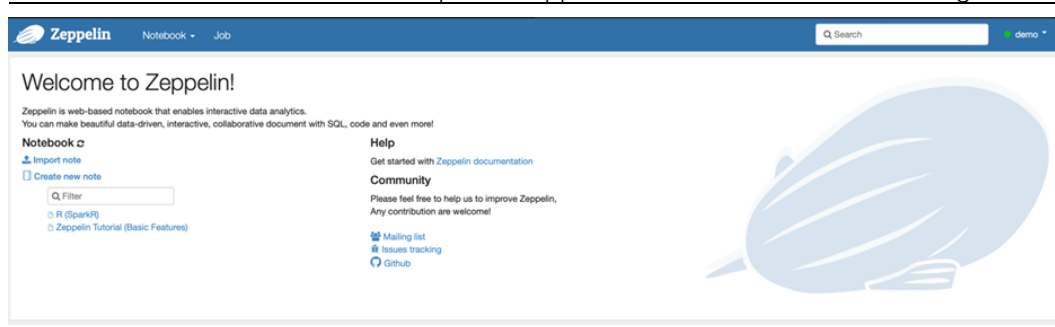 Zeppelin Notebook Job Search demo
Welcome to Zeppelin!
Zeppelin is web-based notebook that enables interactive data analytics.
You can make beautiful data-driven, interactive, collaborative document with SQL, code and even more!
Notebook
Import note
Create new note
Filter
R (SparkR)
Zeppelin Tutorial (Basic Features)
Help
Get started with Zeppelin documentation
Community
Please feel free to help us to improve Zeppelin,
Any contribution are welcome!
Mailing list
Issues tracking
Github